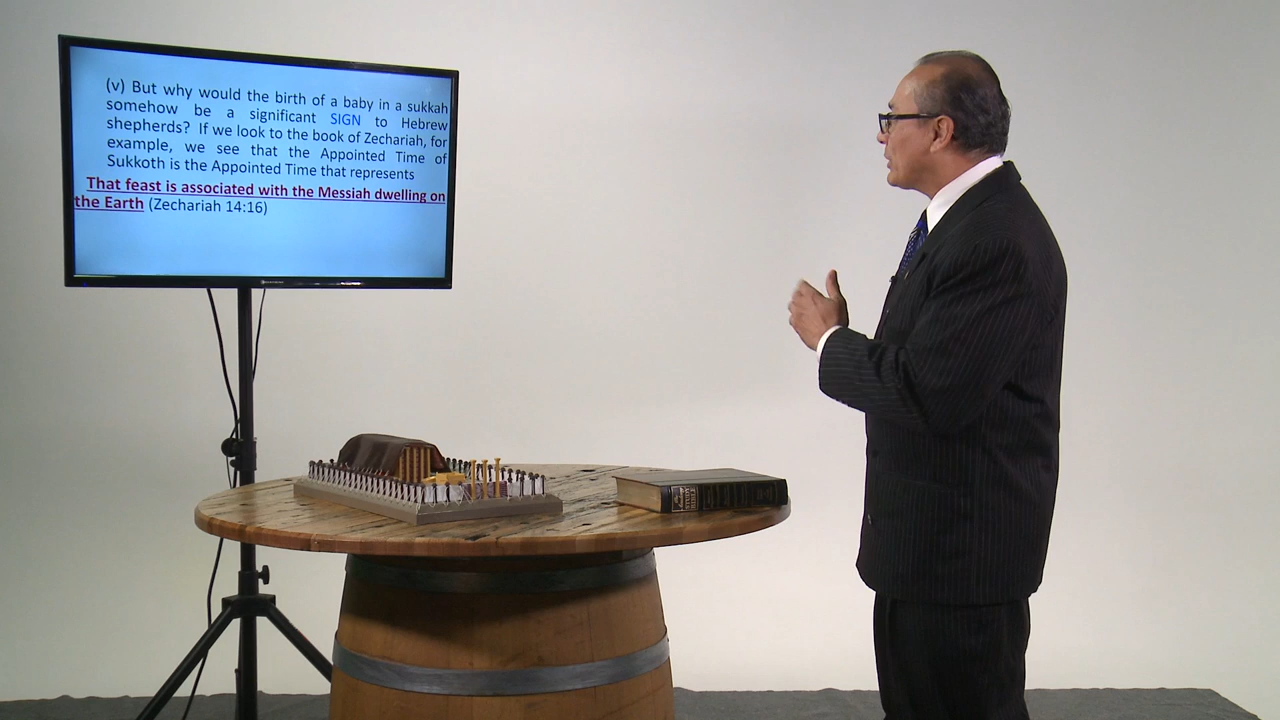 (v) But why would the birth of a baby in a sukkah
somehow be a significant SIGN to Hebrew
shepherds? If we look to the book of Zechariah, for
example, we see that the Appointed Time of
Sukkoth is the Appointed Time that represents
That feast is associated with the Messiah dwelling on
the Earth (Zechariah 14:16)
STUDY
BIBLE